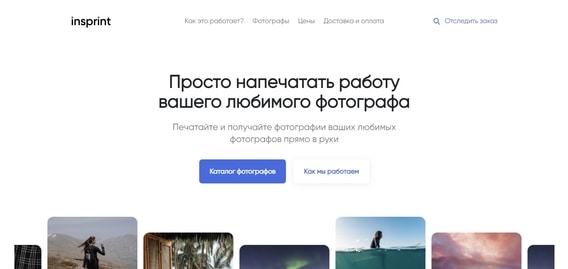 insprint
Как это работает? Фотографы Цены Доставка и оплата
Отследить заказ
Просто напечатать работу
вашего любимого фотографа
Печатайте и получайте фотографии ваших любимых
фотографов прямо в руки
Каталог фотографов
Как мы работаем